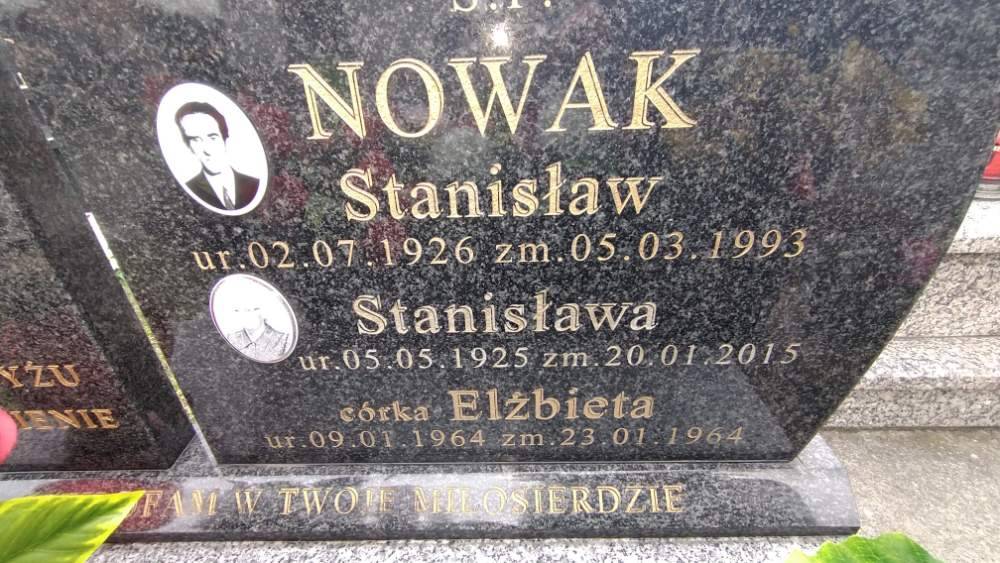 Ś.P.
NOWAK
Stanisław
ur.02.07.1926 zm.05.03.1993
Stanisława
ur.05.05.1925 zm.20.01.2015
córka Elżbieta
ur.09.01.1964 zm.23.01.1964
UFAM W TWOJE MIŁOSIERDZIE